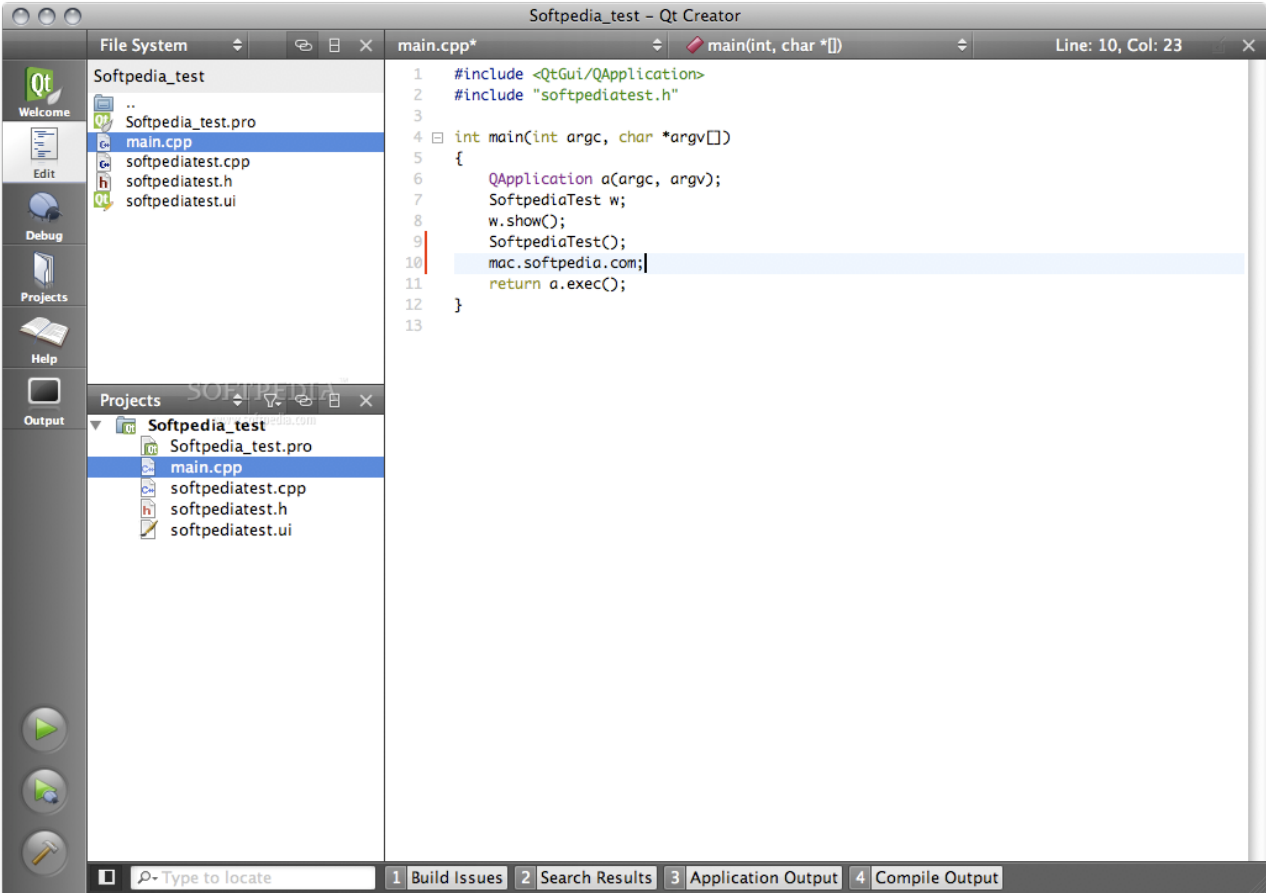 Softpedia_test – Qt Creator
File System
main.cpp*
main(int, char *[])
Line: 10, Col: 23
Qt
Welcome
Edit
Debug
Projects
Help
Output
Softpedia_test
..
Softpedia_test.pro
main.cpp
softpediatest.cpp
softpediatest.h
softpediatest.ui
Projects
SOFTPEDIA
www.softpedia.com
Softpedia_test
Softpedia_test.pro
main.cpp
softpediatest.cpp
softpediatest.h
softpediatest.ui
1 #include <QtGui/QApplication>
2 #include "softpediatest.h"
3
4 int main(int argc, char *argv[])
5 {
6 QApplication a(argc, argv);
7 SoftpediaTest w;
8 w.show();
9 SoftpediaTest();
10 mac.softpedia.com;
11 return a.exec();
12 }
13
Type to locate
1 Build Issues
2 Search Results
3 Application Output
4 Compile Output